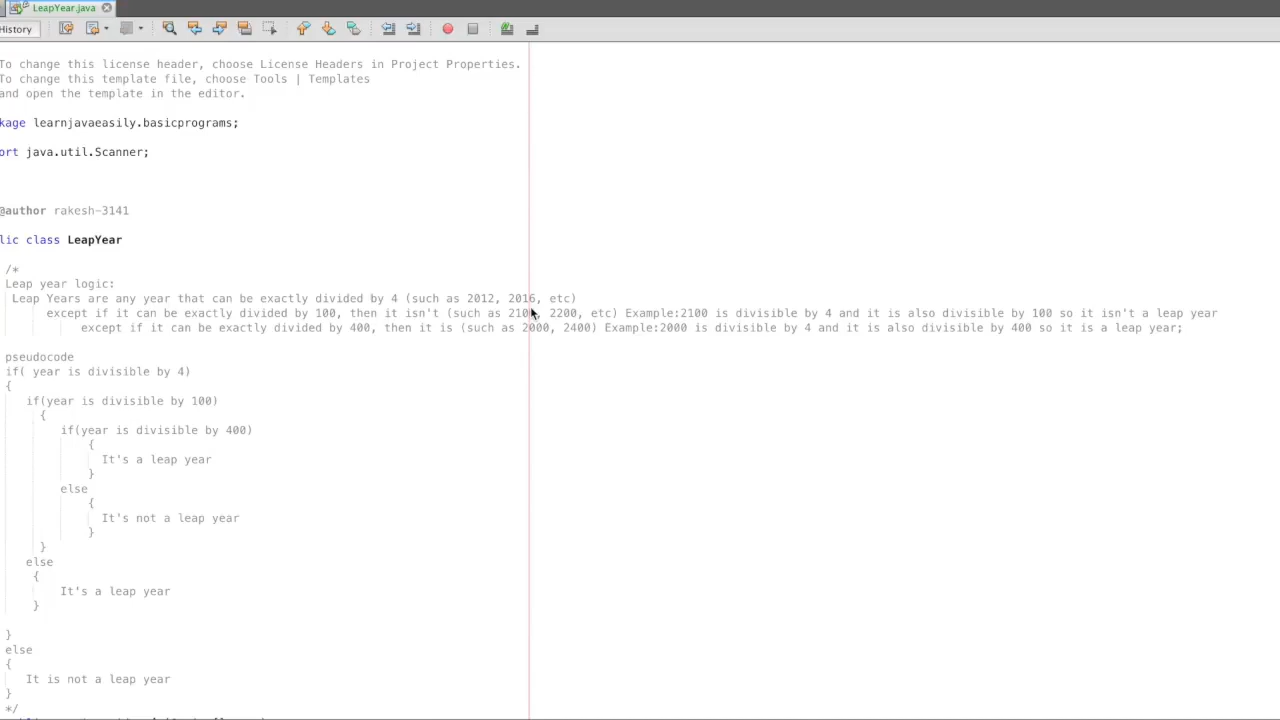 LeapYear.java
History
To change this license header, choose License Headers in Project Properties.
To change this template file, choose Tools | Templates
and open the template in the editor.
kage learnjavaeasily.basicprograms;
ort java.util.Scanner;
@author rakesh-3141
lic class LeapYear
/*
Leap year logic:
Leap Years are any year that can be exactly divided by 4 (such as 2012, 2016, etc)
except if it can be exactly divided by 100, then it isn't (such as 2100, 2200, etc) Example:2100 is divisible by 4 and it is also divisible by 100 so it isn't a leap year
except if it can be exactly divided by 400, then it is (such as 2000, 2400) Example:2000 is divisible by 4 and it is also divisible by 400 so it is a leap year;
pseudocode
if( year is divisible by 4)
{
if(year is divisible by 100)
{
if(year is divisible by 400)
{
It's a leap year
}
else
{
It's not a leap year
}
}
else
{
It's a leap year
}
}
else
{
It is not a leap year
}
*/